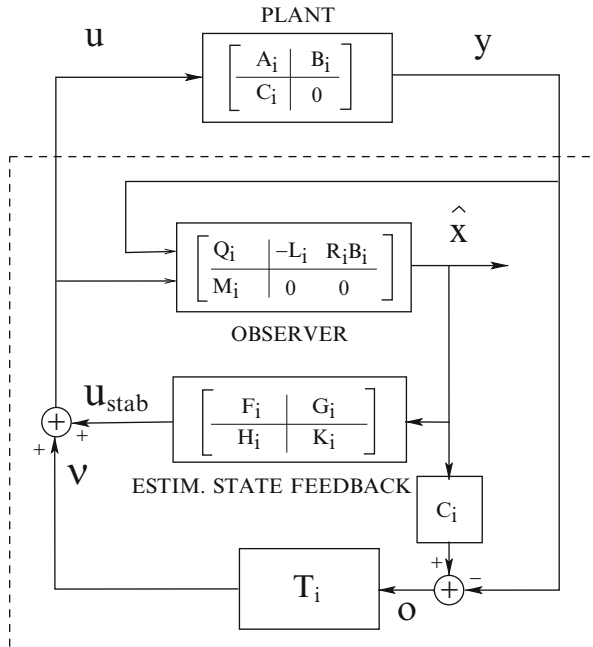 PLANT
u
y
A_i B_i
C_i 0
x̂
Q_i −L_i R_iB_i
M_i 0 0
OBSERVER
u_stab
F_i G_i
H_i K_i
+
+
+
ν
ESTIM. STATE FEEDBACK
C_i
+
−
+
T_i
o